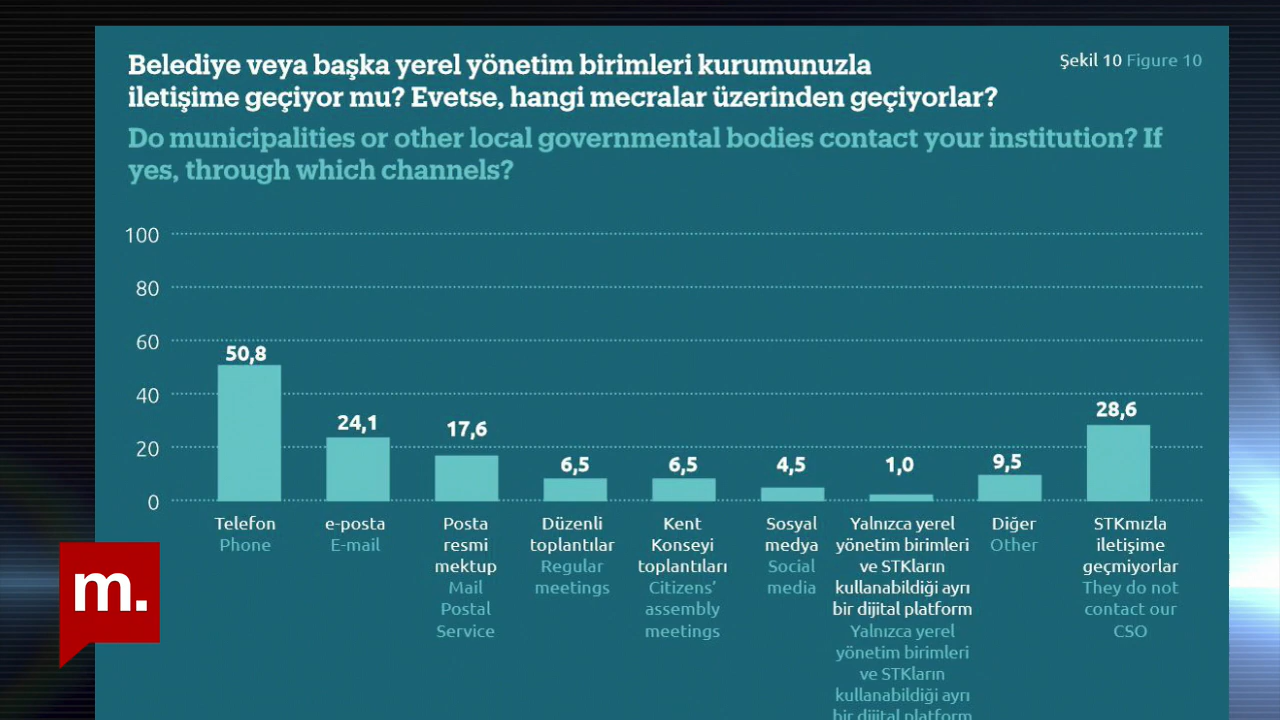 Belediye veya başka yerel yönetim birimleri kurumunuzla
iletişime geçiyor mu? Evetse, hangi mecralar üzerinden geçiyorlar?
Şekil 10 Figure 10
Do municipalities or other local governmental bodies contact your institution? If
yes, through which channels?
100
80
60
40
20
0
50,8
24,1
17,6
6,5
6,5
4,5
1,0
9,5
28,6
Telefon
Phone
e-posta
E-mail
Posta
resmi
mektup
Mail
Postal
Service
Düzenli
toplantılar
Regular
meetings
Kent
Konseyi
toplantıları
Citizens’
assembly
meetings
Sosyal
medya
Social
media
Yalnızca yerel
yönetim birimleri
ve STKların
kullanabildiği ayrı
bir dijital platform
Yalnızca yerel
yönetim birimleri
ve STKların
kullanabildiği ayrı
bir dijital platform
Diğer
Other
STKmızla
iletişime
geçmiyorlar
They do not
contact our
CSO
m.